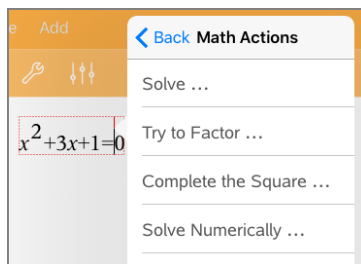 e Add
Back Math Actions
Solve ...
x²+3x+1=0
Try to Factor ...
Complete the Square ...
Solve Numerically ...